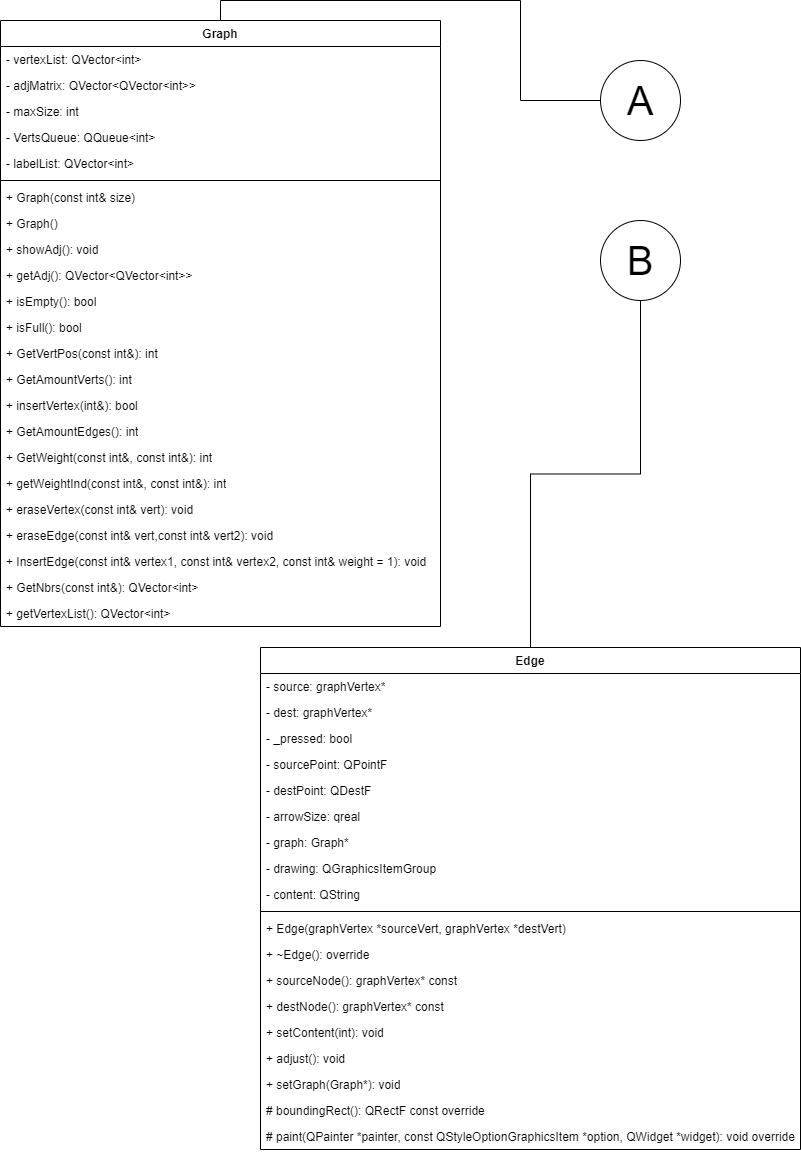 Graph
- vertexList: QVector<int>
- adjMatrix: QVector<QVector<int>>
- maxSize: int
- VertsQueue: QQueue<int>
- labelList: QVector<int>
+ Graph(const int& size)
+ Graph()
+ showAdj(): void
+ getAdj(): QVector<QVector<int>>
+ isEmpty(): bool
+ isFull(): bool
+ GetVertPos(const int&): int
+ GetAmountVerts(): int
+ insertVertex(int&): bool
+ GetAmountEdges(): int
+ GetWeight(const int&, const int&): int
+ getWeightInd(const int&, const int&): int
+ eraseVertex(const int& vert): void
+ eraseEdge(const int& vert,const int& vert2): void
+ InsertEdge(const int& vertex1, const int& vertex2, const int& weight = 1): void
+ GetNbrs(const int&): QVector<int>
+ getVertexList(): QVector<int>
A
B
Edge
- source: graphVertex*
- dest: graphVertex*
- _pressed: bool
- sourcePoint: QPointF
- destPoint: QDestF
- arrowSize: qreal
- graph: Graph*
- drawing: QGraphicsItemGroup
- content: QString
+ Edge(graphVertex *sourceVert, graphVertex *destVert)
+ ~Edge(): override
+ sourceNode(): graphVertex* const
+ destNode(): graphVertex* const
+ setContent(int): void
+ adjust(): void
+ setGraph(Graph*): void
# boundingRect(): QRectF const override
# paint(QPainter *painter, const QStyleOptionGraphicsItem *option, QWidget *widget): void override